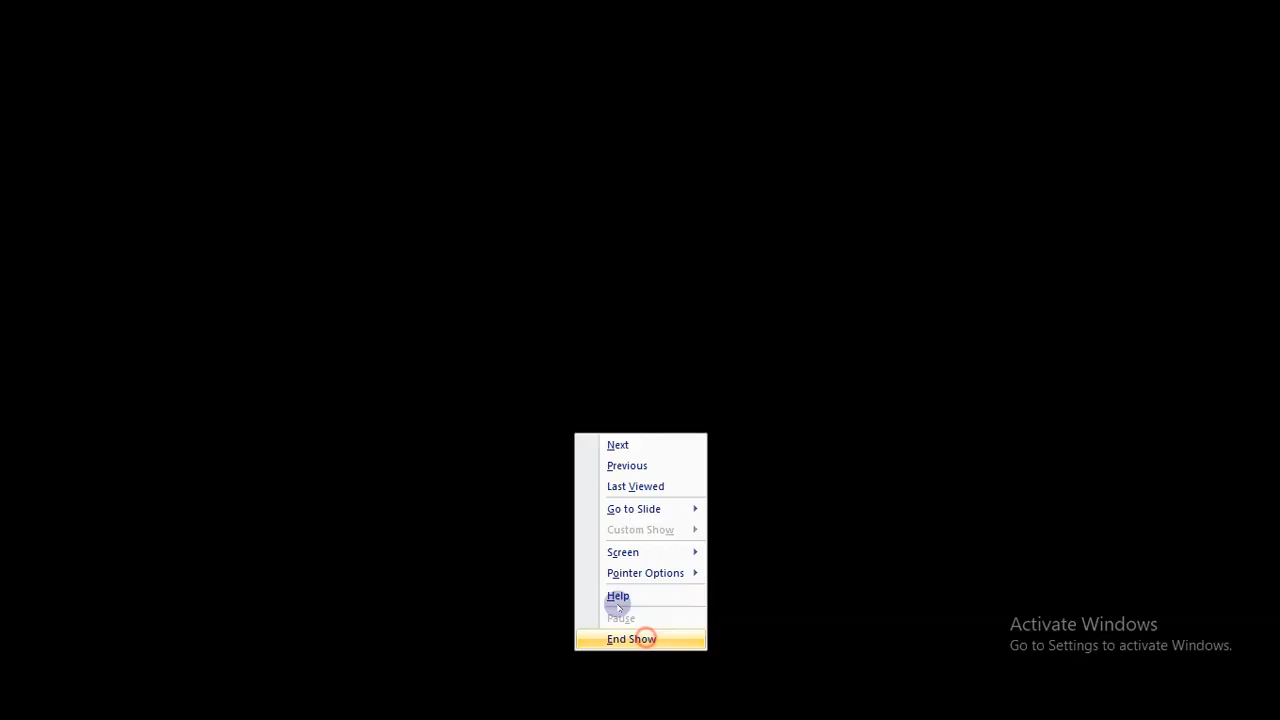 Next
Previous
Last Viewed
Go to Slide
Custom Show
Screen
Pointer Options
Help
Pause
End Show
Activate Windows
Go to Settings to activate Windows.